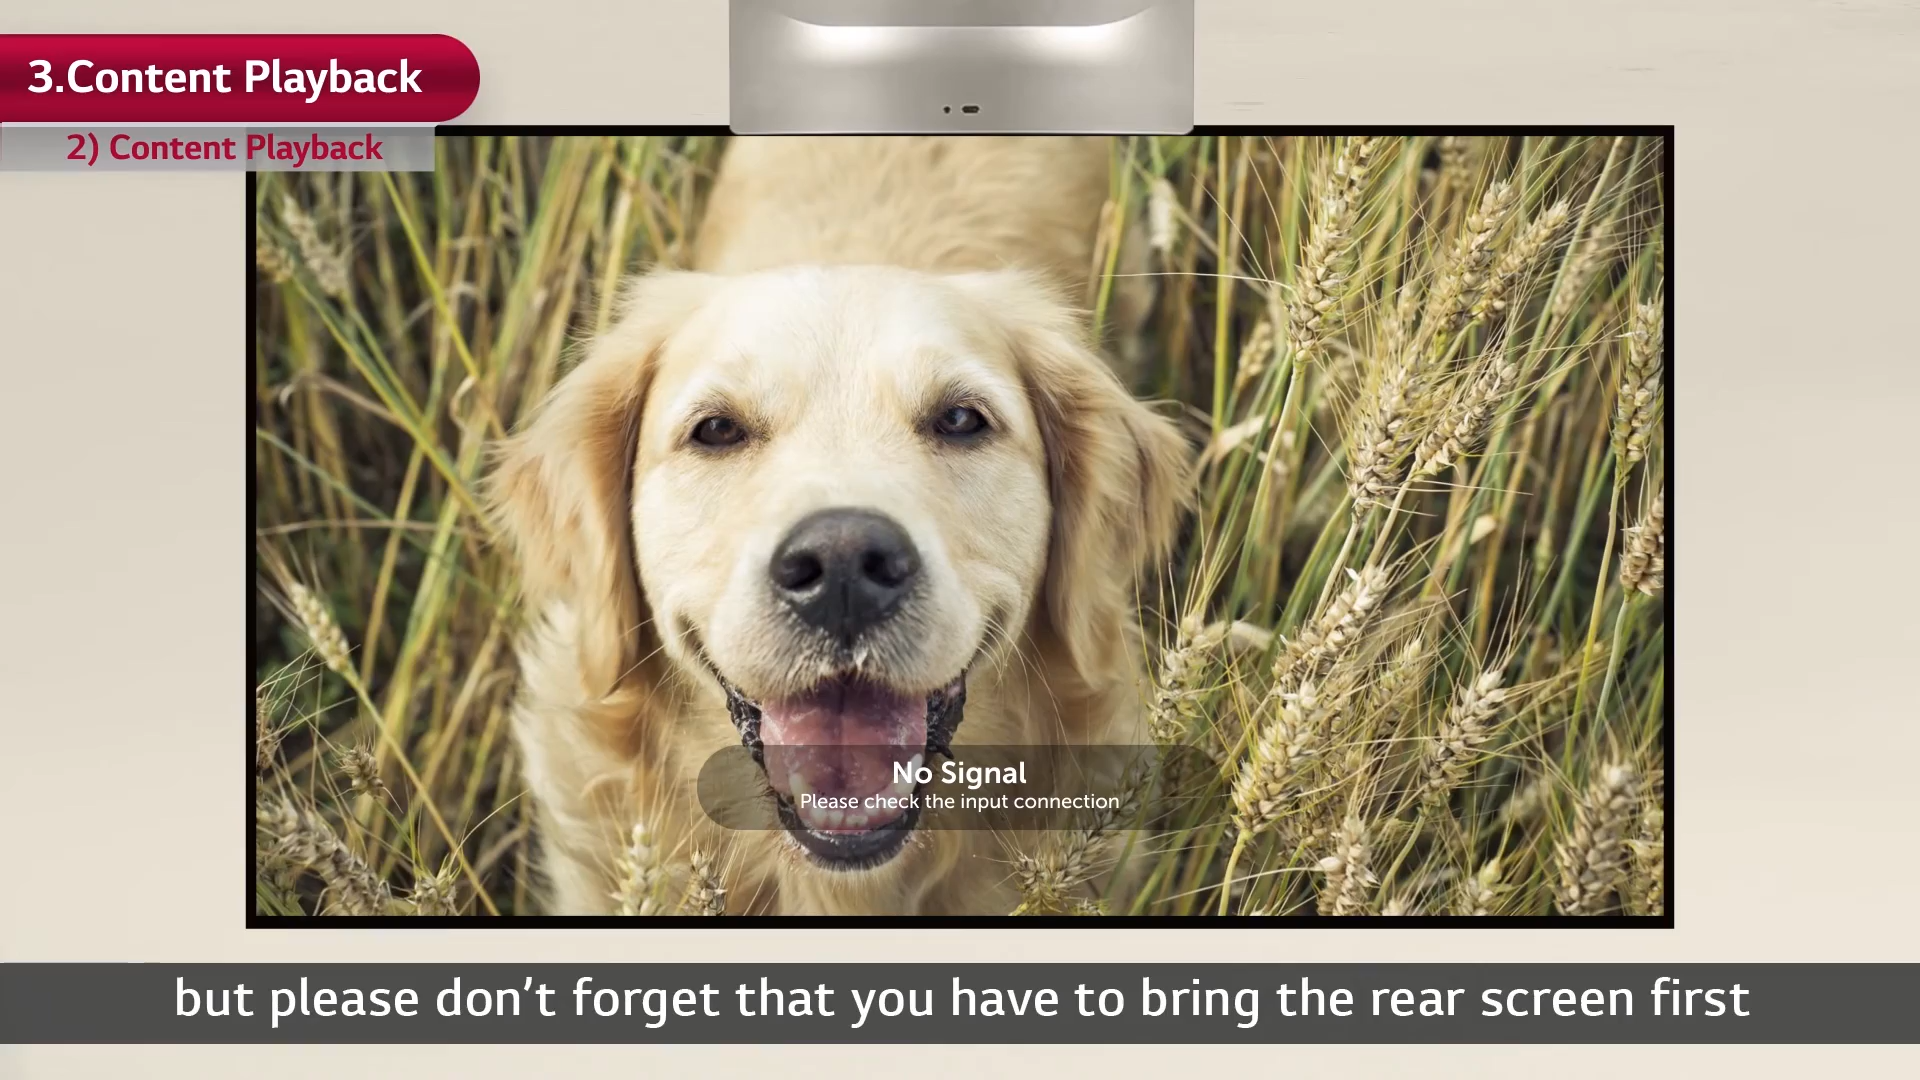 3.Content Playback
2) Content Playback
No Signal
Please check the input connection
but please don’t forget that you have to bring the rear screen first